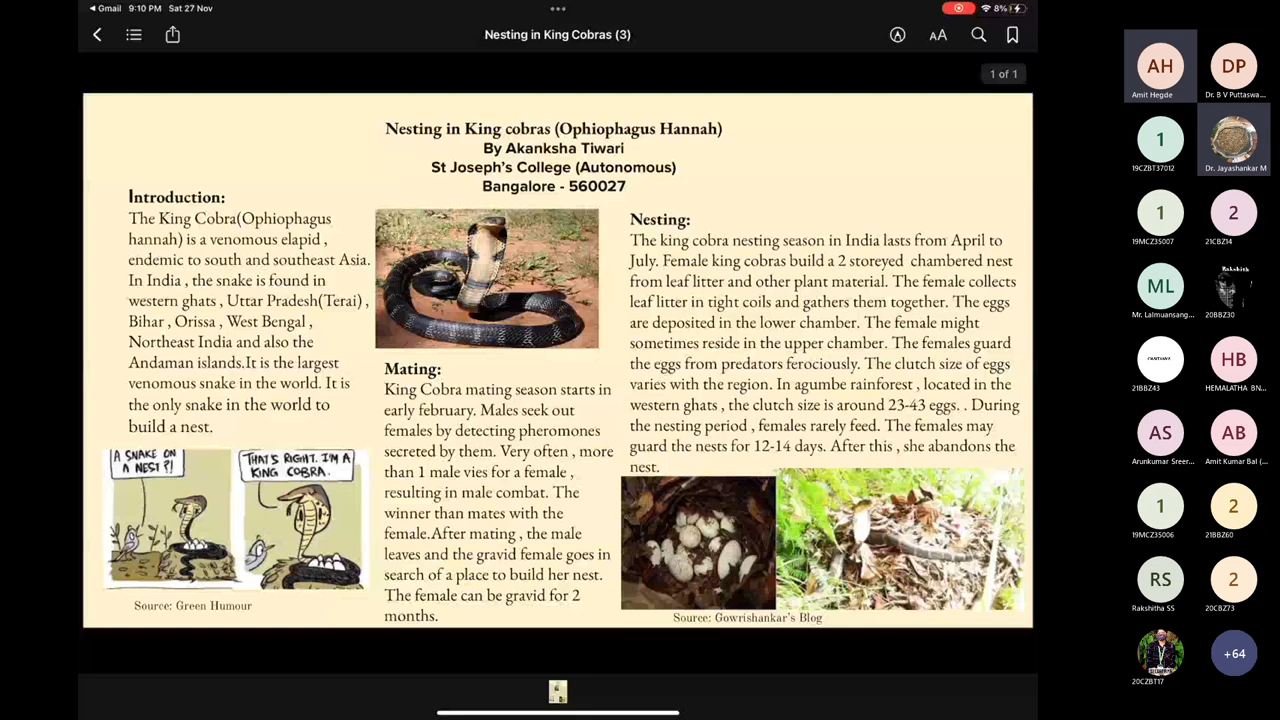 Gmail 9:10 PM Sat 27 Nov
8%
Nesting in King Cobras (3)
AA
1 of 1
Nesting in King cobras (Ophiophagus Hannah)
By Akanksha Tiwari
St Joseph's College (Autonomous)
Bangalore - 560027
Introduction:
The King Cobra(Ophiophagus
hannah) is a venomous elapid ,
endemic to south and southeast Asia.
In India , the snake is found in
western ghats , Uttar Pradesh(Terai) ,
Bihar , Orissa , West Bengal ,
Northeast India and also the
Andaman islands.It is the largest
venomous snake in the world. It is
the only snake in the world to
build a nest.
A SNAKE ON
A NEST?!
THAT'S RIGHT. I'M A
KING COBRA.
Source: Green Humour
Mating:
King Cobra mating season starts in
early february. Males seek out
females by detecting pheromones
secreted by them. Very often , more
than 1 male vies for a female ,
resulting in male combat. The
winner than mates with the
female.After mating , the male
leaves and the gravid female goes in
search of a place to build her nest.
The female can be gravid for 2
months.
Nesting:
The king cobra nesting season in India lasts from April to
July. Female king cobras build a 2 storeyed chambered nest
from leaf litter and other plant material. The female collects
leaf litter in tight coils and gathers them together. The eggs
are deposited in the lower chamber. The female might
sometimes reside in the upper chamber. The females guard
the eggs from predators ferociously. The clutch size of eggs
varies with the region. In agumbe rainforest , located in the
western ghats , the clutch size is around 23-43 eggs. . During
the nesting period , females rarely feed. The females may
guard the nests for 12-14 days. After this , she abandons the
nest.
Source: Gowrishankar's Blog
AH
Amit Hegde
DP
Dr. B V Puttaswa...
1
19CZBT37012
Dr. Jayashankar M
1
19MCZ35007
2
21CBZ14
ML
Mr. Lalmuansang...
Rakshith
20BBZ30
21BBZ43
HB
HEMALATHA BN...
AS
Arunkumar Sreer...
AB
Amit Kumar Bal (...
1
19MCZ35006
2
21BBZ60
RS
Rakshitha SS
2
20CBZ73
20CZBT17
+64